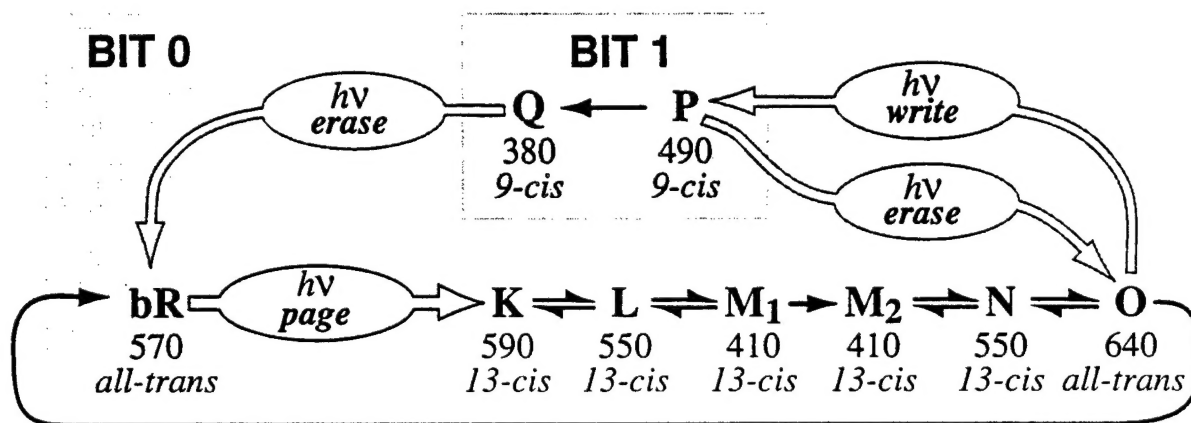 BIT 0 BIT 1
hν
erase
Q
380
9-cis
P
490
9-cis
hν
write
hν
erase
bR
570
all-trans
hν
page
K
590
13-cis
L
550
13-cis
M1
410
13-cis
M2
410
13-cis
N
550
13-cis
O
640
all-trans